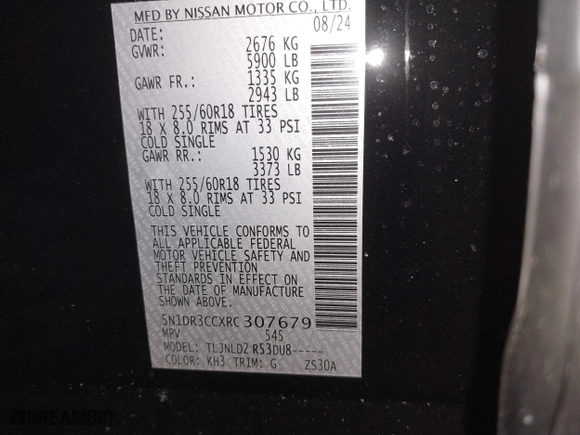 MFD BY NISSAN MOTOR CO., LTD.
DATE: 08/24
GVWR: 2676 KG
5900 LB
GAWR FR.: 1335 KG
2943 LB
WITH 255/60R18 TIRES
18 X 8.0 RIMS AT 33 PSI
COLD SINGLE
GAWR RR.: 1530 KG
3373 LB
WITH 255/60R18 TIRES
18 X 8.0 RIMS AT 33 PSI
COLD SINGLE
THIS VEHICLE CONFORMS TO
ALL APPLICABLE FEDERAL
MOTOR VEHICLE SAFETY AND
THEFT PREVENTION
STANDARDS IN EFFECT ON
THE DATE OF MANUFACTURE
SHOWN ABOVE.
5N1DR3CCXRC307679
MPV 545
MODEL: TLJNLD2 R53DU8-----
COLOR: KH3 TRIM: G ZS30A
DREAMBID